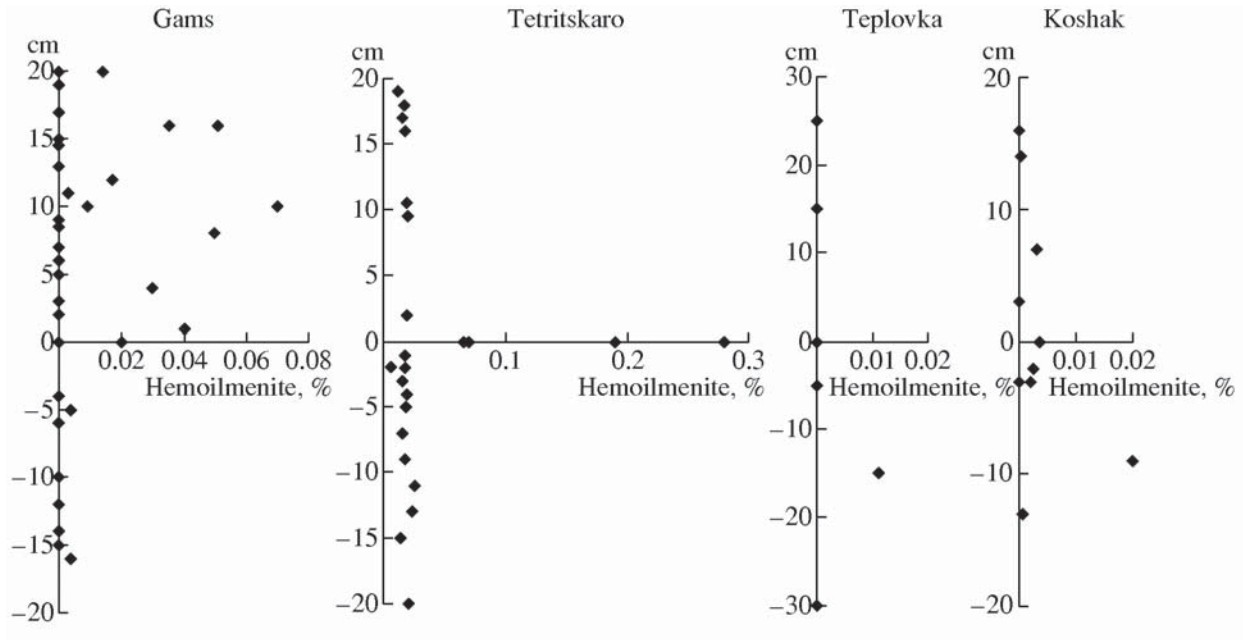 Gams
cm
20
15
10
5
0
–5
–10
–15
–20
0.02 0.04 0.06 0.08
Hemoilmenite, %
Tetritskaro
cm
20
15
10
5
0
–5
–10
–15
–20
0.1 0.2 0.3
Hemoilmenite, %
Teplovka
cm
30
20
10
0
–10
–20
–30
0.01 0.02
Hemoilmenite, %
Koshak
cm
20
10
0
–10
–20
0.01 0.02
Hemoilmenite, %